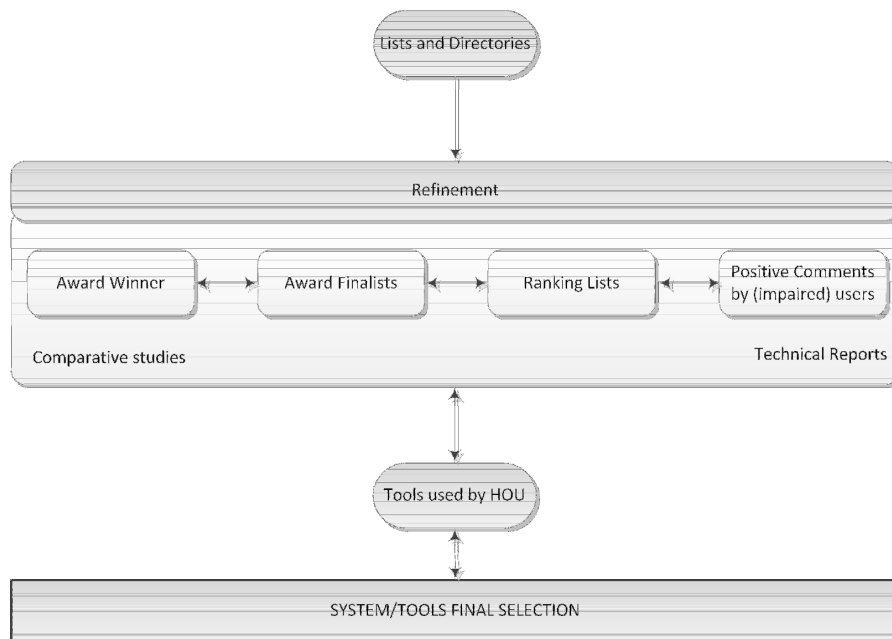 Lists and Directories
Refinement
Award Winner
Award Finalists
Ranking Lists
Positive Comments
by (impaired) users
Comparative studies
Technical Reports
Tools used by HOU
SYSTEM/TOOLS FINAL SELECTION